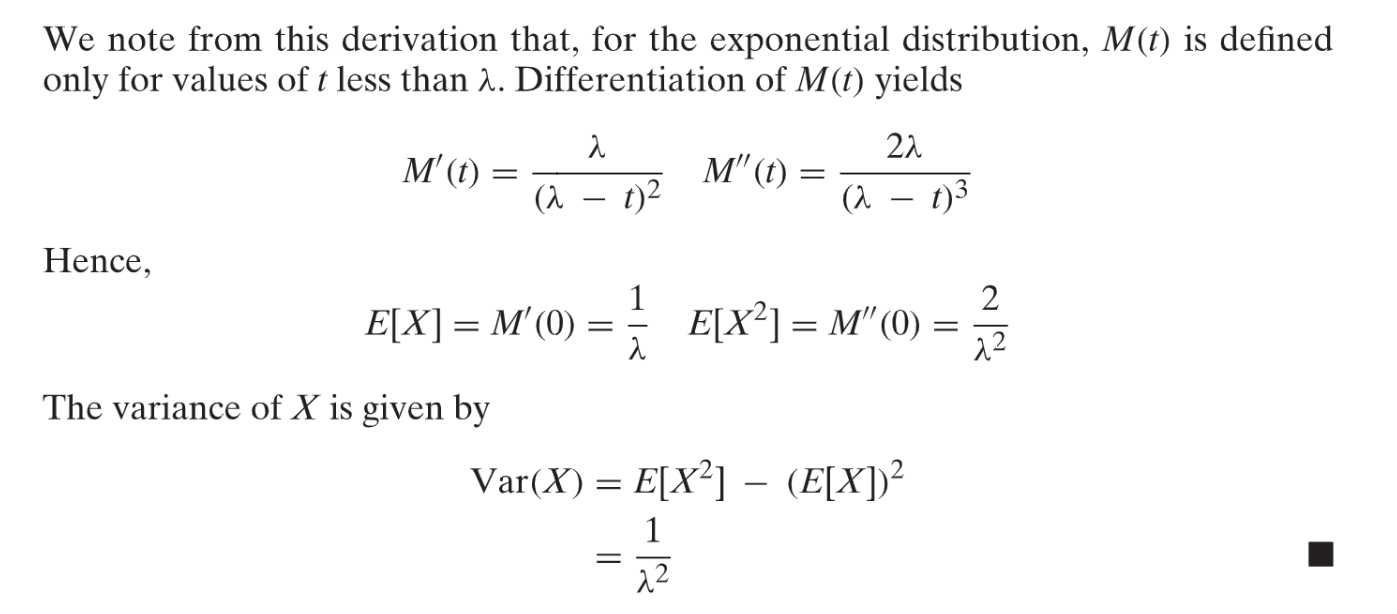 We note from this derivation that, for the exponential distribution, M(t) is defined
only for values of t less than λ. Differentiation of M(t) yields
M′(t) = λ/(λ − t)² M″(t) = 2λ/(λ − t)³
Hence,
E[X] = M′(0) = 1/λ E[X²] = M″(0) = 2/λ²
The variance of X is given by
Var(X) = E[X²] − (E[X])²
= 1/λ²